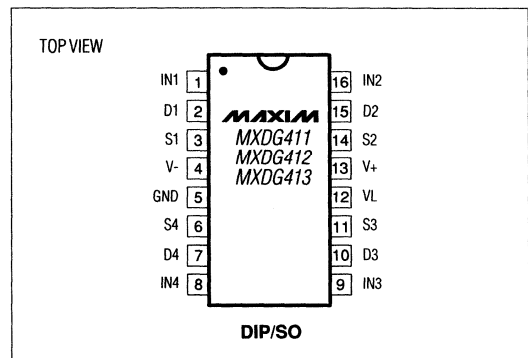 TOP VIEW
IN1 1 16 IN2
D1 2 MAXIM 15 D2
S1 3 MXDG411 14 S2
V- 4 MXDG412 13 V+
MXDG413
GND 5 12 VL
S4 6 11 S3
D4 7 10 D3
IN4 8 9 IN3
DIP/SO